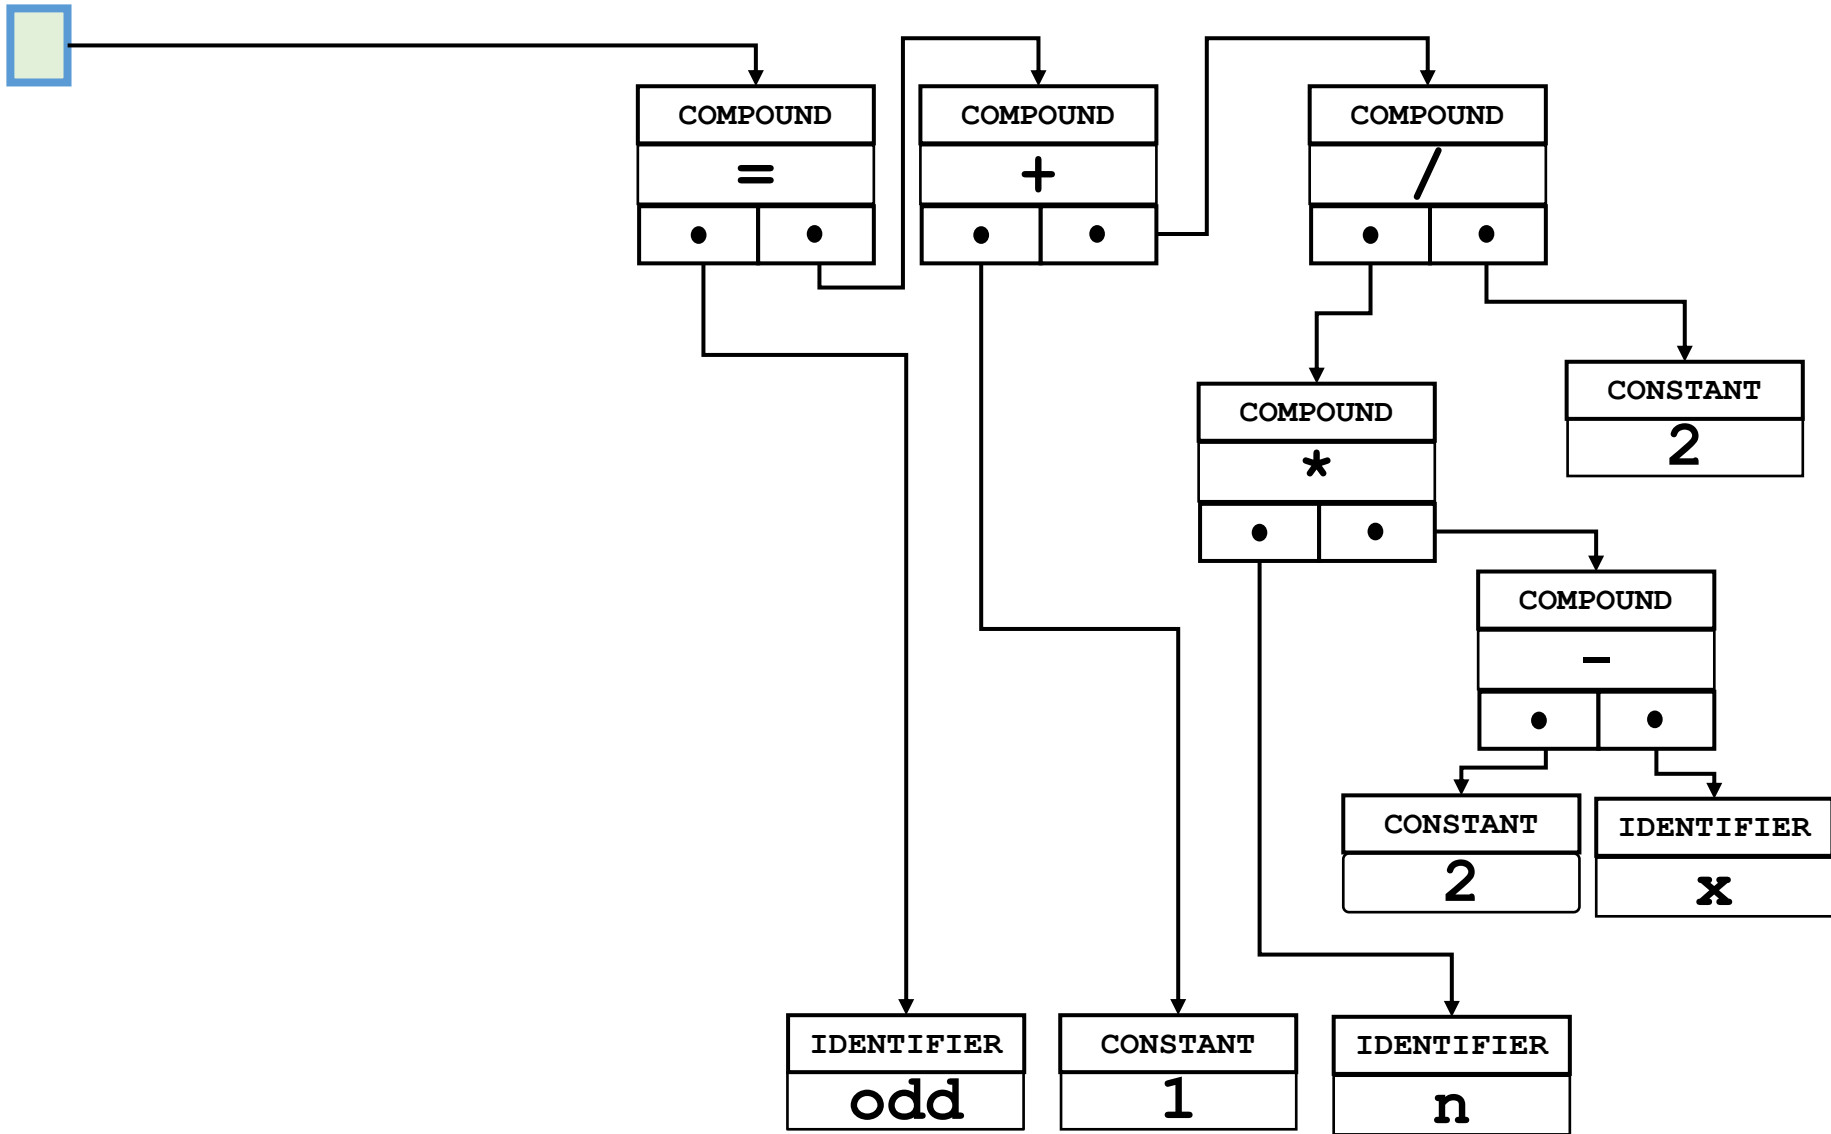 COMPOUND
=
COMPOUND
+
COMPOUND
/
COMPOUND
*
CONSTANT
2
COMPOUND
-
CONSTANT
2
IDENTIFIER
x
IDENTIFIER
odd
CONSTANT
1
IDENTIFIER
n